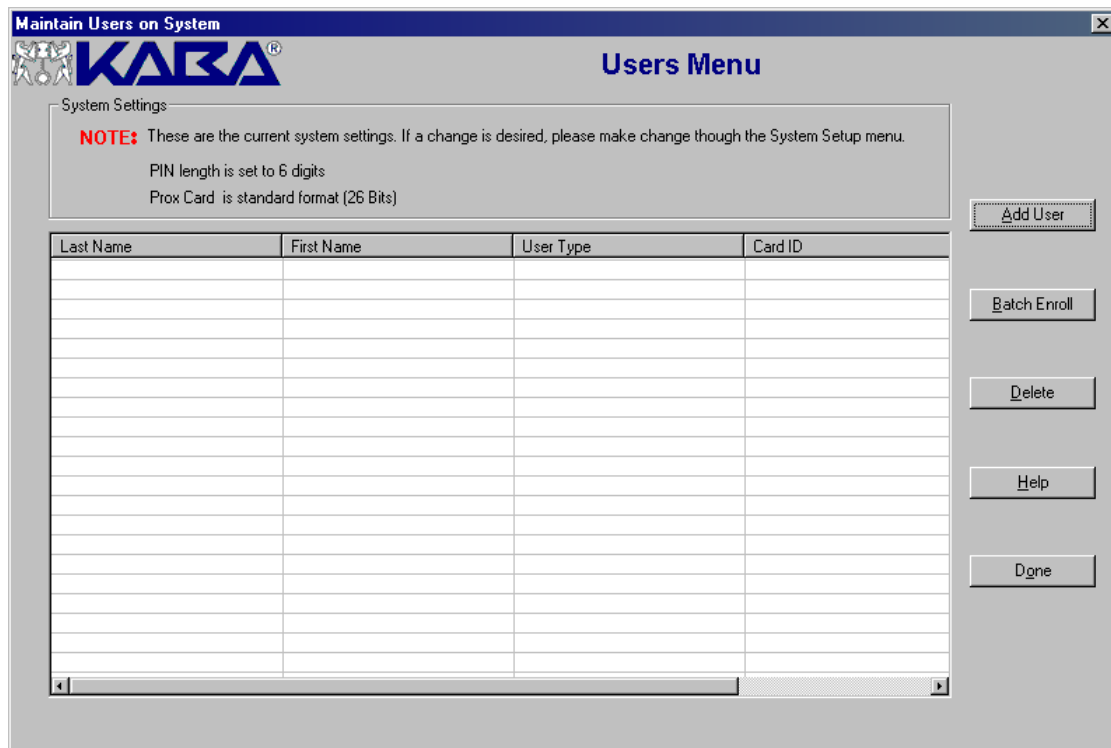 Maintain Users on System
KABA®
Users Menu
System Settings
NOTE: These are the current system settings. If a change is desired, please make change though the System Setup menu.
PIN length is set to 6 digits
Prox Card is standard format (26 Bits)
Add User
Last Name First Name User Type Card ID
Batch Enroll
Delete
Help
Done